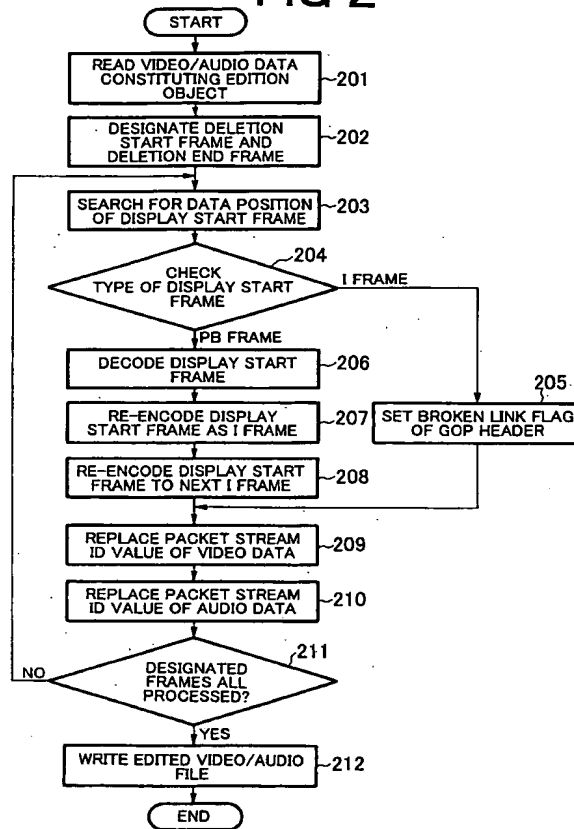 FIG 2
START
READ VIDEO/AUDIO DATA
CONSTITUTING EDITION
OBJECT
201
DESIGNATE DELETION
START FRAME AND
DELETION END FRAME
202
SEARCH FOR DATA POSITION
OF DISPLAY START FRAME
203
204
CHECK
TYPE OF DISPLAY START
FRAME
I FRAME
PB FRAME
DECODE DISPLAY START
FRAME
206
205
RE-ENCODE DISPLAY
START FRAME AS I FRAME
207
SET BROKEN LINK FLAG
OF GOP HEADER
RE-ENCODE DISPLAY START
FRAME TO NEXT I FRAME
208
REPLACE PACKET STREAM
ID VALUE OF VIDEO DATA
209
REPLACE PACKET STREAM
ID VALUE OF AUDIO DATA
210
211
NO
DESIGNATED
FRAMES ALL
PROCESSED?
YES
WRITE EDITED VIDEO/AUDIO
FILE
212
END